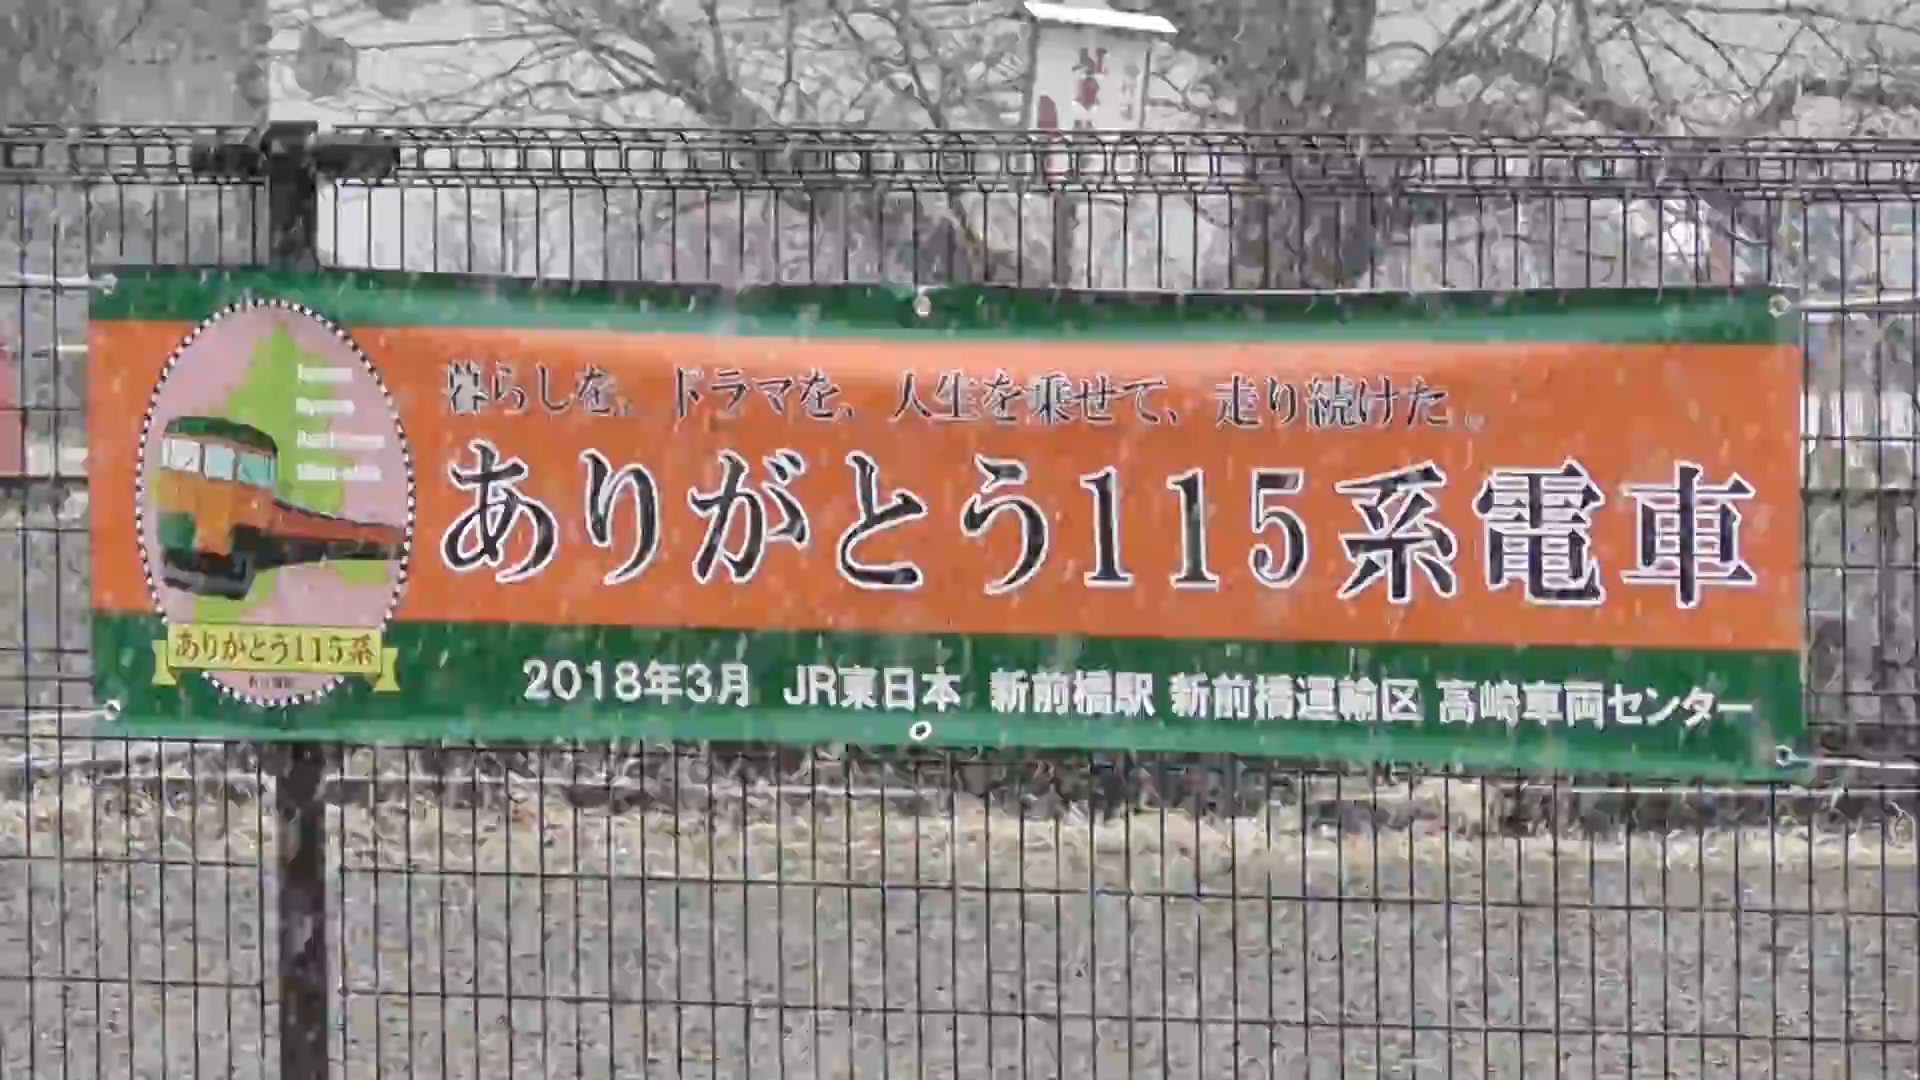 暮らしを、ドラマを、人生を乗せて、走り続けた。
ありがとう115系電車
ありがとう115系
2018年3月 JR東日本 新前橋駅 新前橋運輸区 高崎車両センター